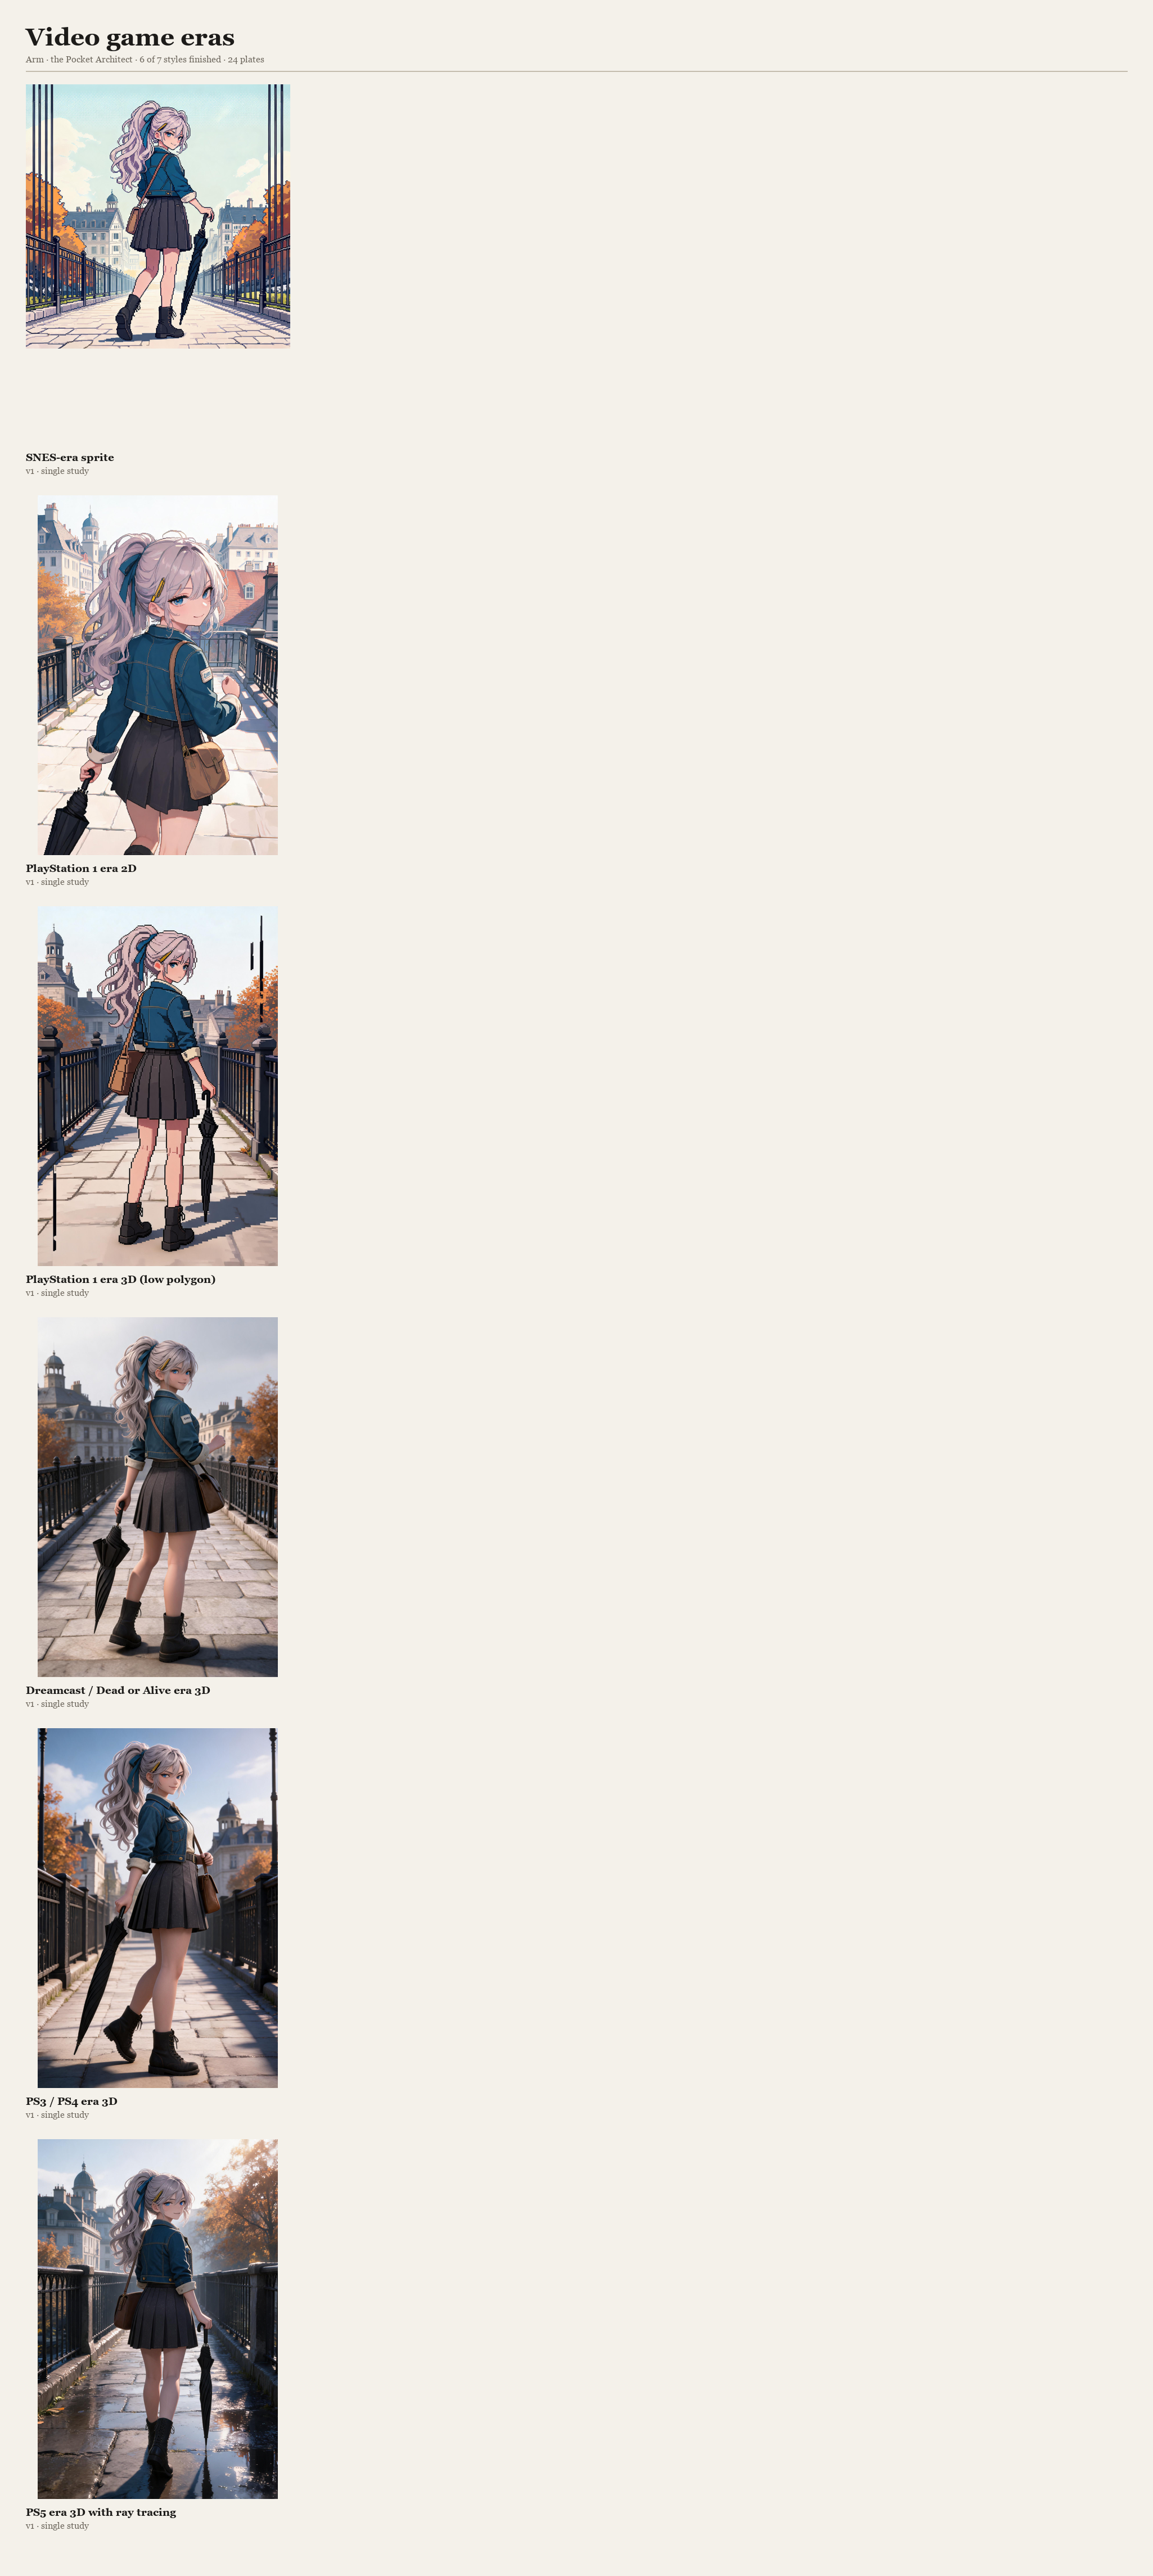 Video game eras
Arm · the Pocket Architect · 6 of 7 styles finished · 24 plates
SNES-era sprite
v1 · single study
PlayStation 1 era 2D
v1 · single study
PlayStation 1 era 3D (low polygon)
v1 · single study
Dreamcast / Dead or Alive era 3D
v1 · single study
PS3 / PS4 era 3D
v1 · single study
PS5 era 3D with ray tracing
v1 · single study